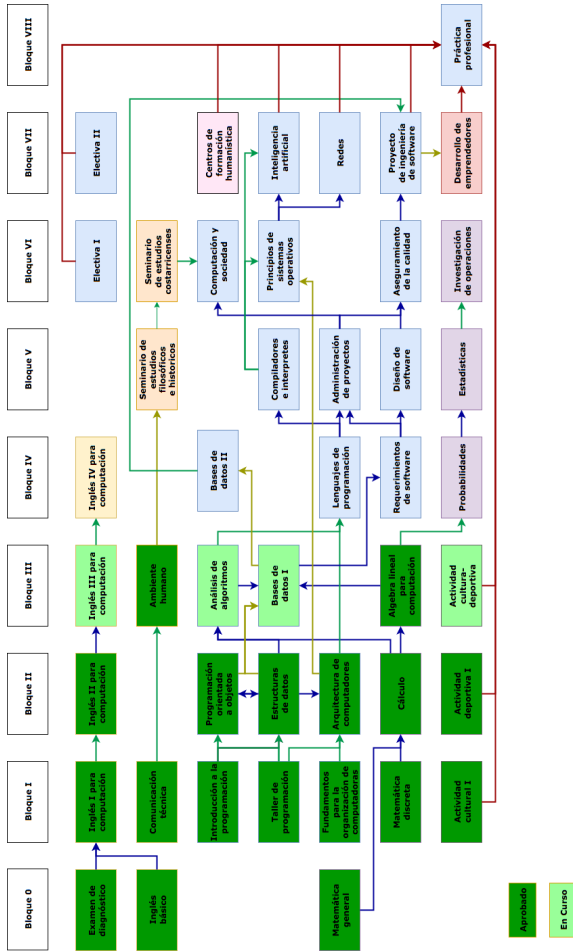 Bloque 0
Bloque I
Bloque II
Bloque III
Bloque IV
Bloque V
Bloque VI
Bloque VII
Bloque VIII
Examen de
diagnóstico
Inglés I para
computación
Inglés II para
computación
Inglés III para
computación
Inglés IV para
computación
Electiva I
Electiva II
Inglés
básico
Comunicación
técnica
Ambiente
humano
Seminario de
estudios
filosóficos
e historicos
Seminario
de estudios
costarricenses
Introducción a la
programación
Programación
orientada
a objetos
Análisis de
algoritmos
Bases de
datos II
Computación y
sociedad
Centros de
formación
humanística
Taller de
programación
Estructuras
de datos
Bases de
datos I
Compiladores
e interpretes
Principios de
sistemas
operativos
Inteligencia
artificial
Matemática
general
Fundamentos
para la
organización de
computadoras
Arquitectura de
computadores
Lenguajes de
programación
Administración
de proyectos
Redes
Matemática
discreta
Cálculo
Algebra lineal
para
computación
Requerimientos
de software
Diseño de
software
Aseguramiento
de la calidad
Proyecto
de ingeniería
de software
Actividad
cultural I
Actividad
deportiva I
Actividad
cultura-
deportiva
Probabilidades
Estadísticas
Investigación
de operaciones
Desarrollo de
emprendedores
Práctica
profesional
Aprobado
En Curso